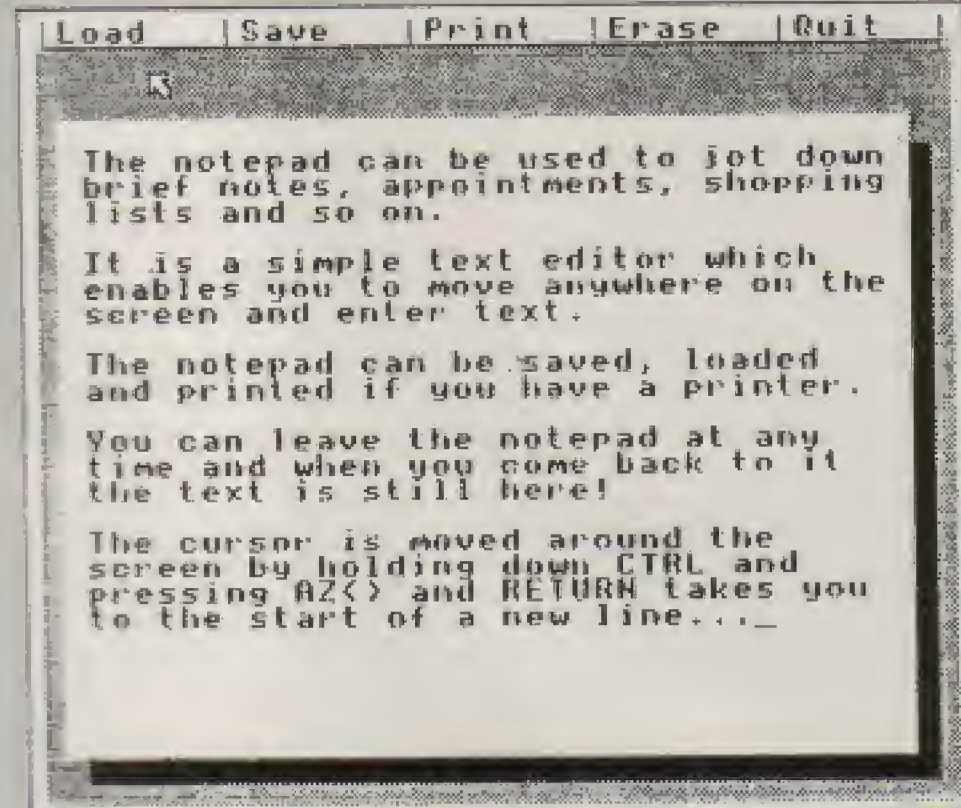 |Load |Save |Print |Erase |Quit |
The notepad can be used to jot down
brief notes, appointments, shopping
lists and so on.
It is a simple text editor which
enables you to move anywhere on the
screen and enter text.
The notepad can be saved, loaded
and printed if you have a printer.
You can leave the notepad at any
time and when you come back to it
the text is still here!
The cursor is moved around the
screen by holding down CTRL and
pressing AZ<> and RETURN takes you
to the start of a new line..._